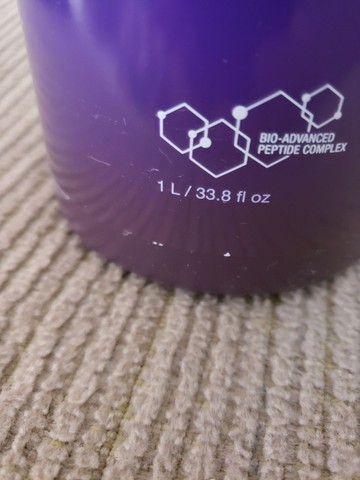 BIO-ADVANCED
PEPTIDE COMPLEX
1 L / 33.8 fl oz